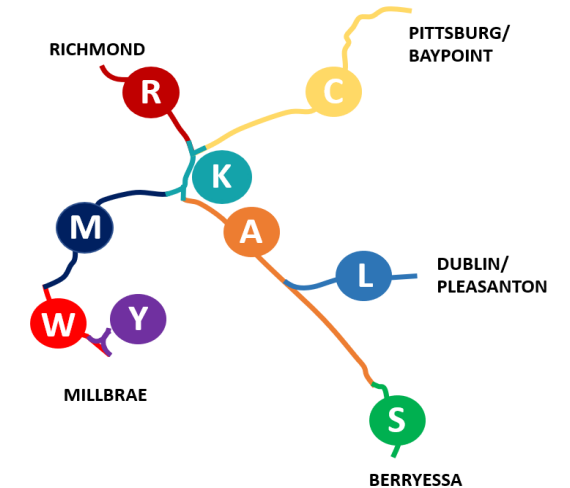 PITTSBURG/
BAYPOINT
RICHMOND
R
C
K
M
A
L
DUBLIN/
PLEASANTON
W
Y
MILLBRAE
S
BERRYESSA